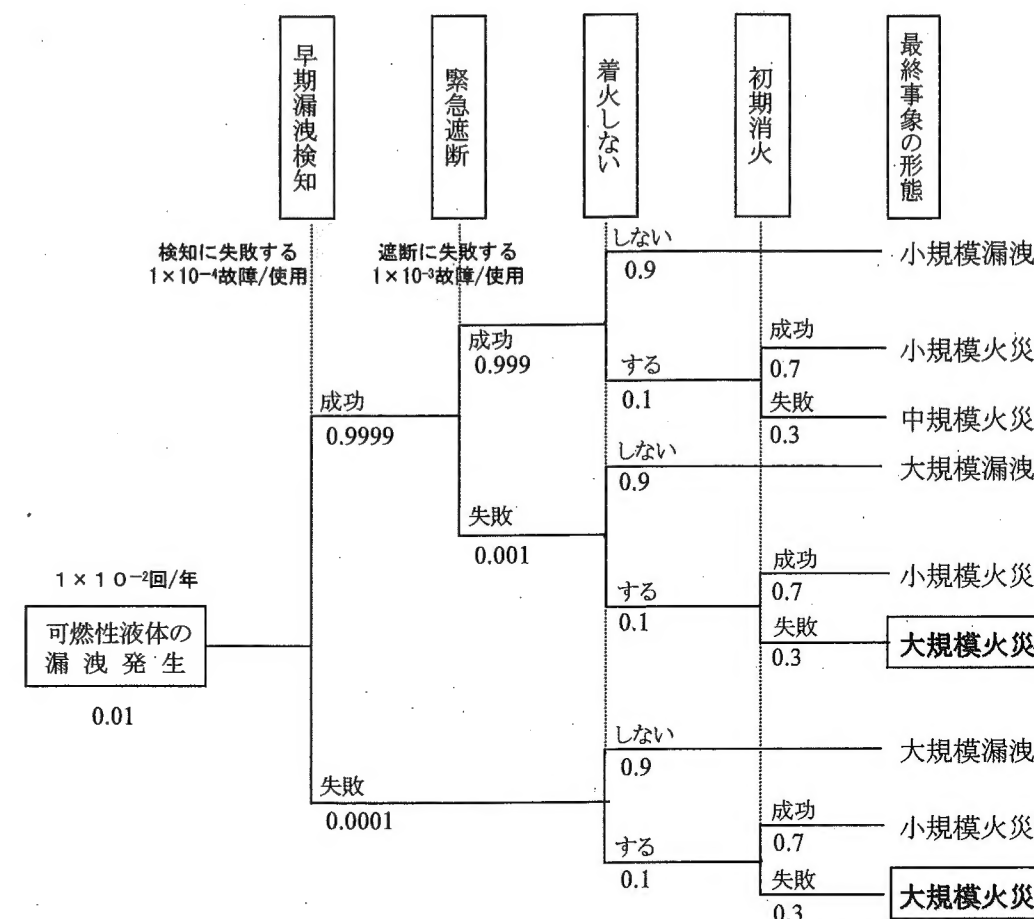 早期漏洩検知
緊急遮断
着火しない
初期消火
最終事象の形態
検知に失敗する
1×10⁻⁴故障/使用
遮断に失敗する
1×10⁻³故障/使用
しない
0.9
小規模漏洩
成功
0.999
成功
0.7
小規模火災
する
0.1
失敗
0.3
中規模火災
成功
0.9999
しない
0.9
大規模漏洩
失敗
0.001
成功
0.7
小規模火災
する
0.1
失敗
0.3
大規模火災
1×10⁻²回/年
可燃性液体の
漏洩発生
0.01
しない
0.9
大規模漏洩
失敗
0.0001
成功
0.7
小規模火災
する
0.1
失敗
0.3
大規模火災